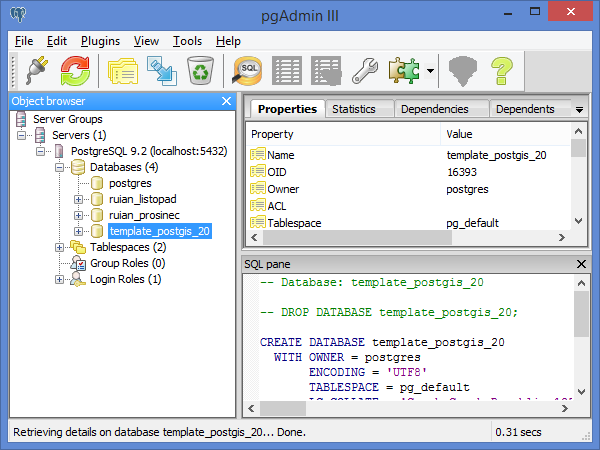 pgAdmin III
File Edit Plugins View Tools Help
SQL
Object browser
Server Groups
Servers (1)
PostgreSQL 9.2 (localhost:5432)
Databases (4)
postgres
ruian_listopad
ruian_prosinec
template_postgis_20
Tablespaces (2)
Group Roles (0)
Login Roles (1)
Properties Statistics Dependencies Dependents
Property Value
Name template_postgis_20
OID 16393
Owner postgres
ACL
Tablespace pg_default
SQL pane
-- Database: template_postgis_20
-- DROP DATABASE template_postgis_20;
CREATE DATABASE template_postgis_20
WITH OWNER = postgres
ENCODING = 'UTF8'
TABLESPACE = pg_default
Retrieving details on database template_postgis_20... Done. 0.31 secs